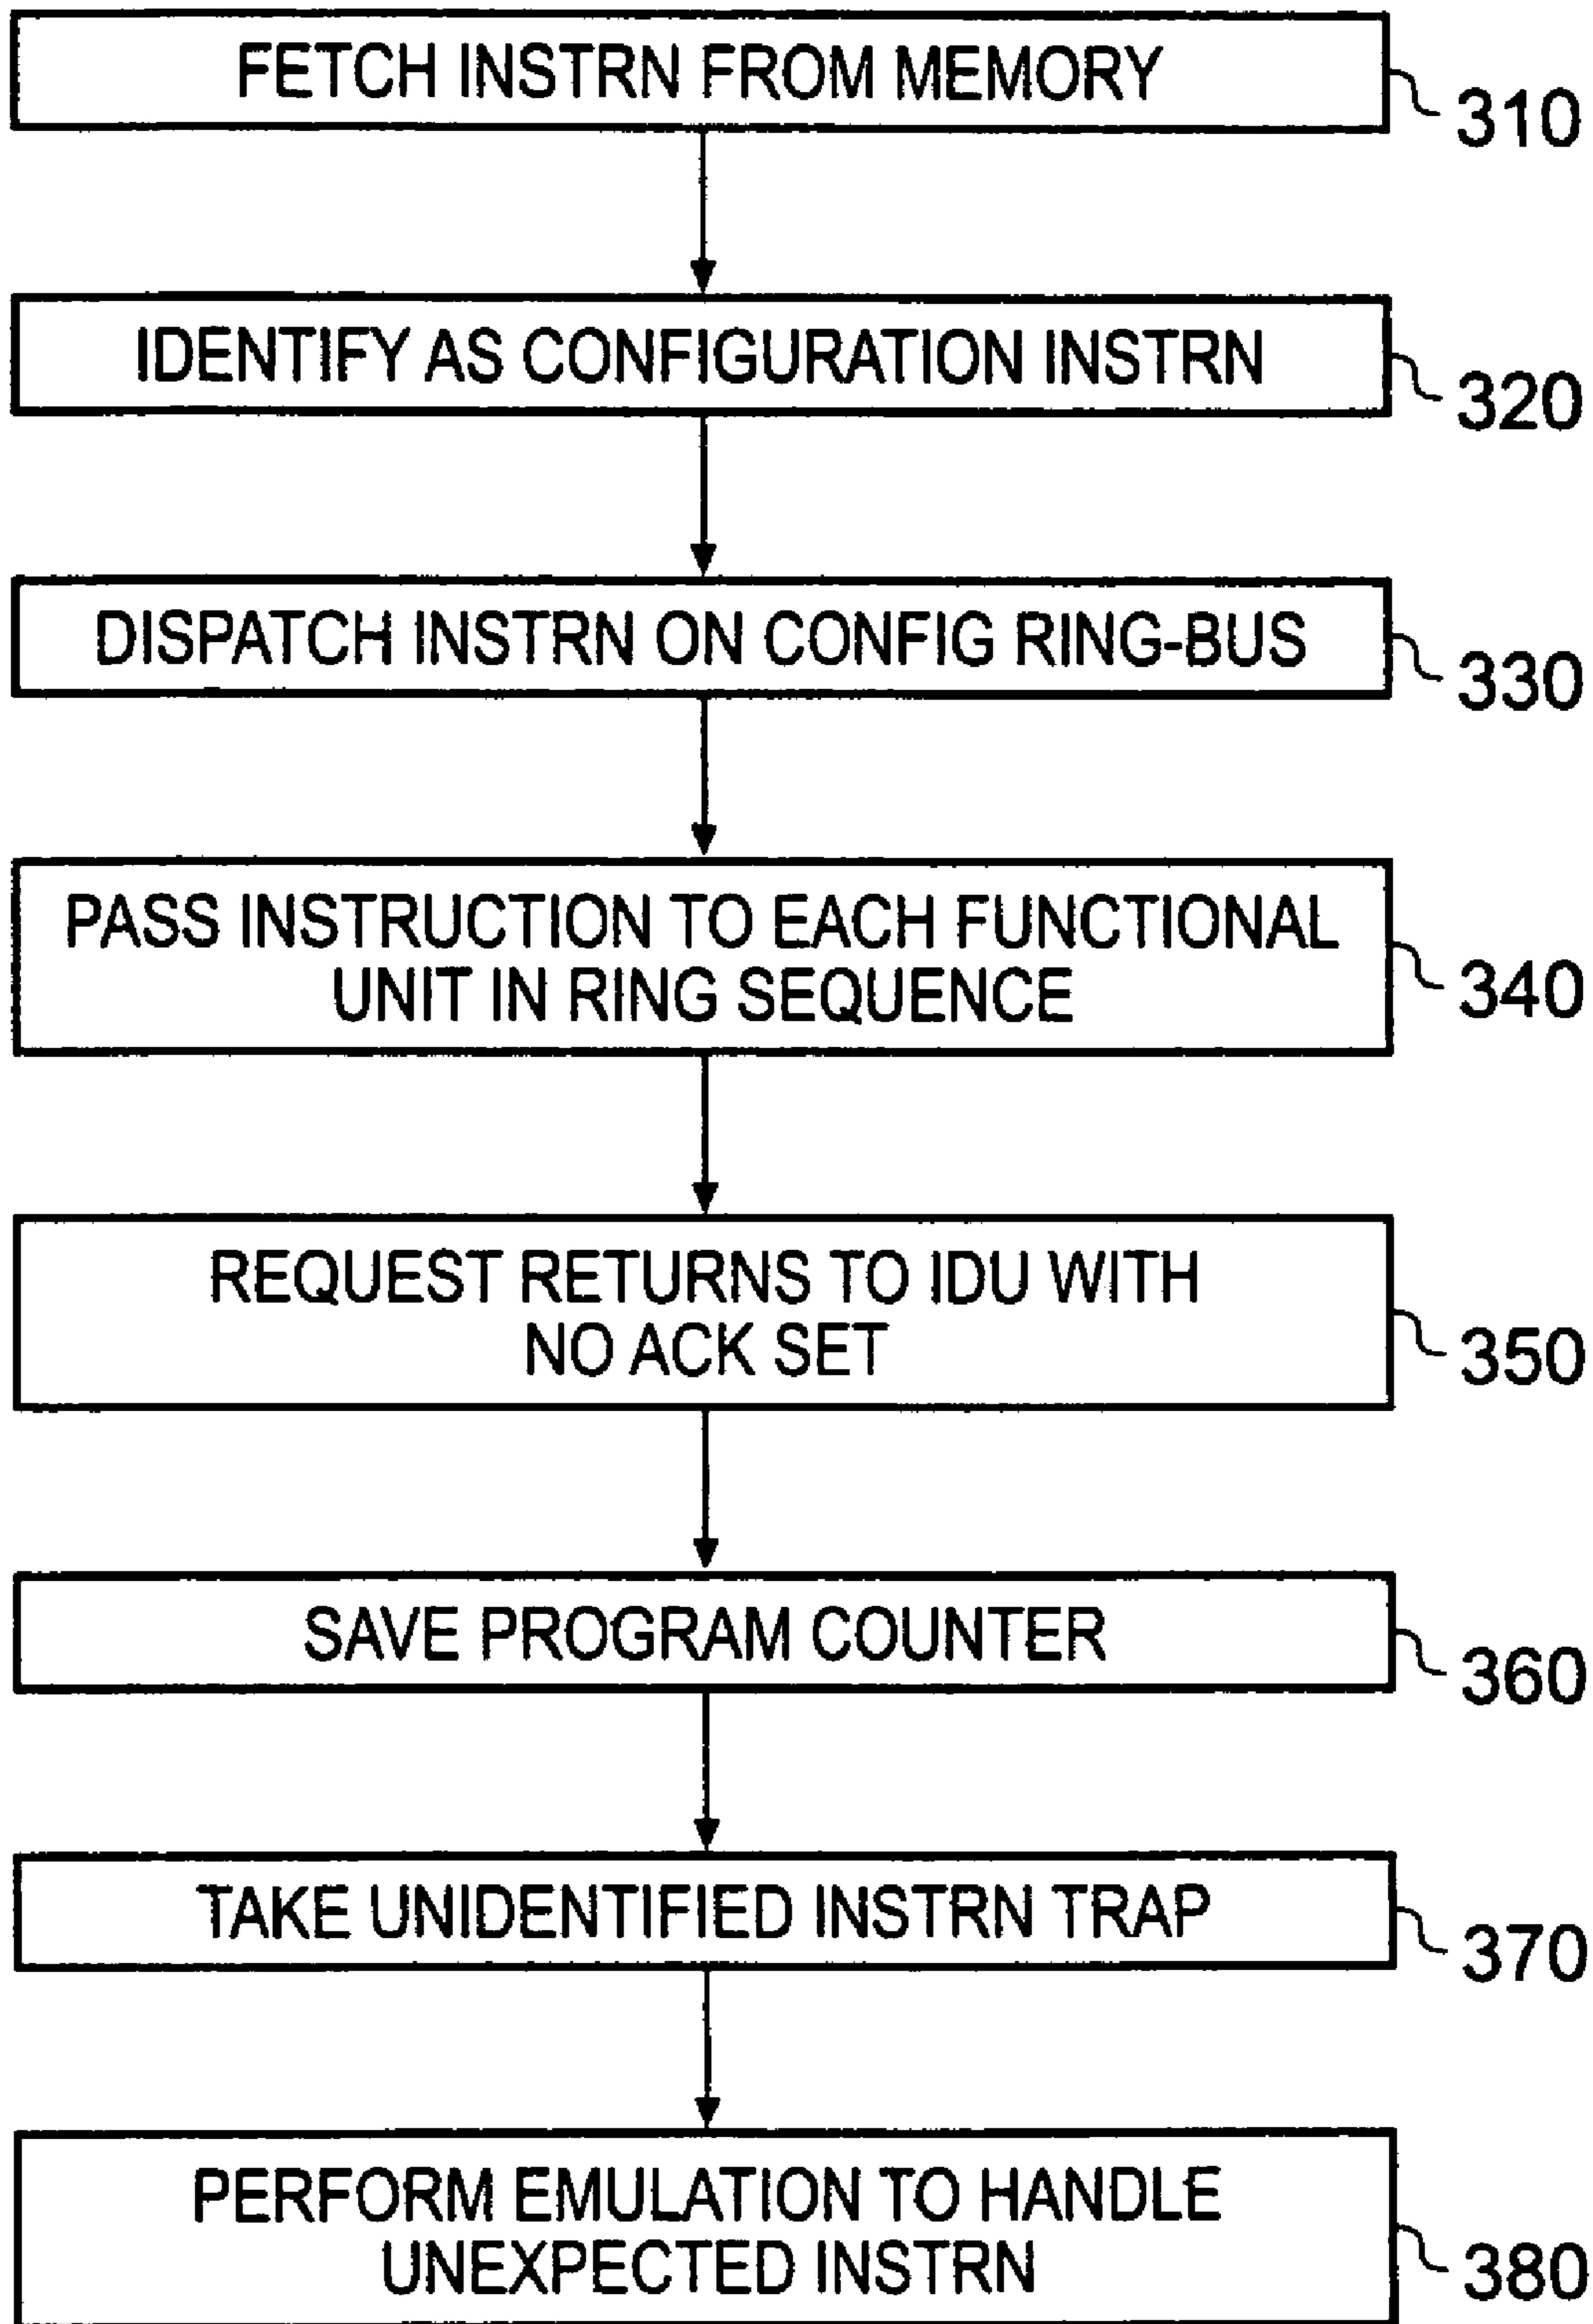 FETCH INSTRN FROM MEMORY
310
IDENTIFY AS CONFIGURATION INSTRN
320
DISPATCH INSTRN ON CONFIG RING-BUS
330
PASS INSTRUCTION TO EACH FUNCTIONAL
UNIT IN RING SEQUENCE
340
REQUEST RETURNS TO IDU WITH
NO ACK SET
350
SAVE PROGRAM COUNTER
360
TAKE UNIDENTIFIED INSTRN TRAP
370
PERFORM EMULATION TO HANDLE
UNEXPECTED INSTRN
380